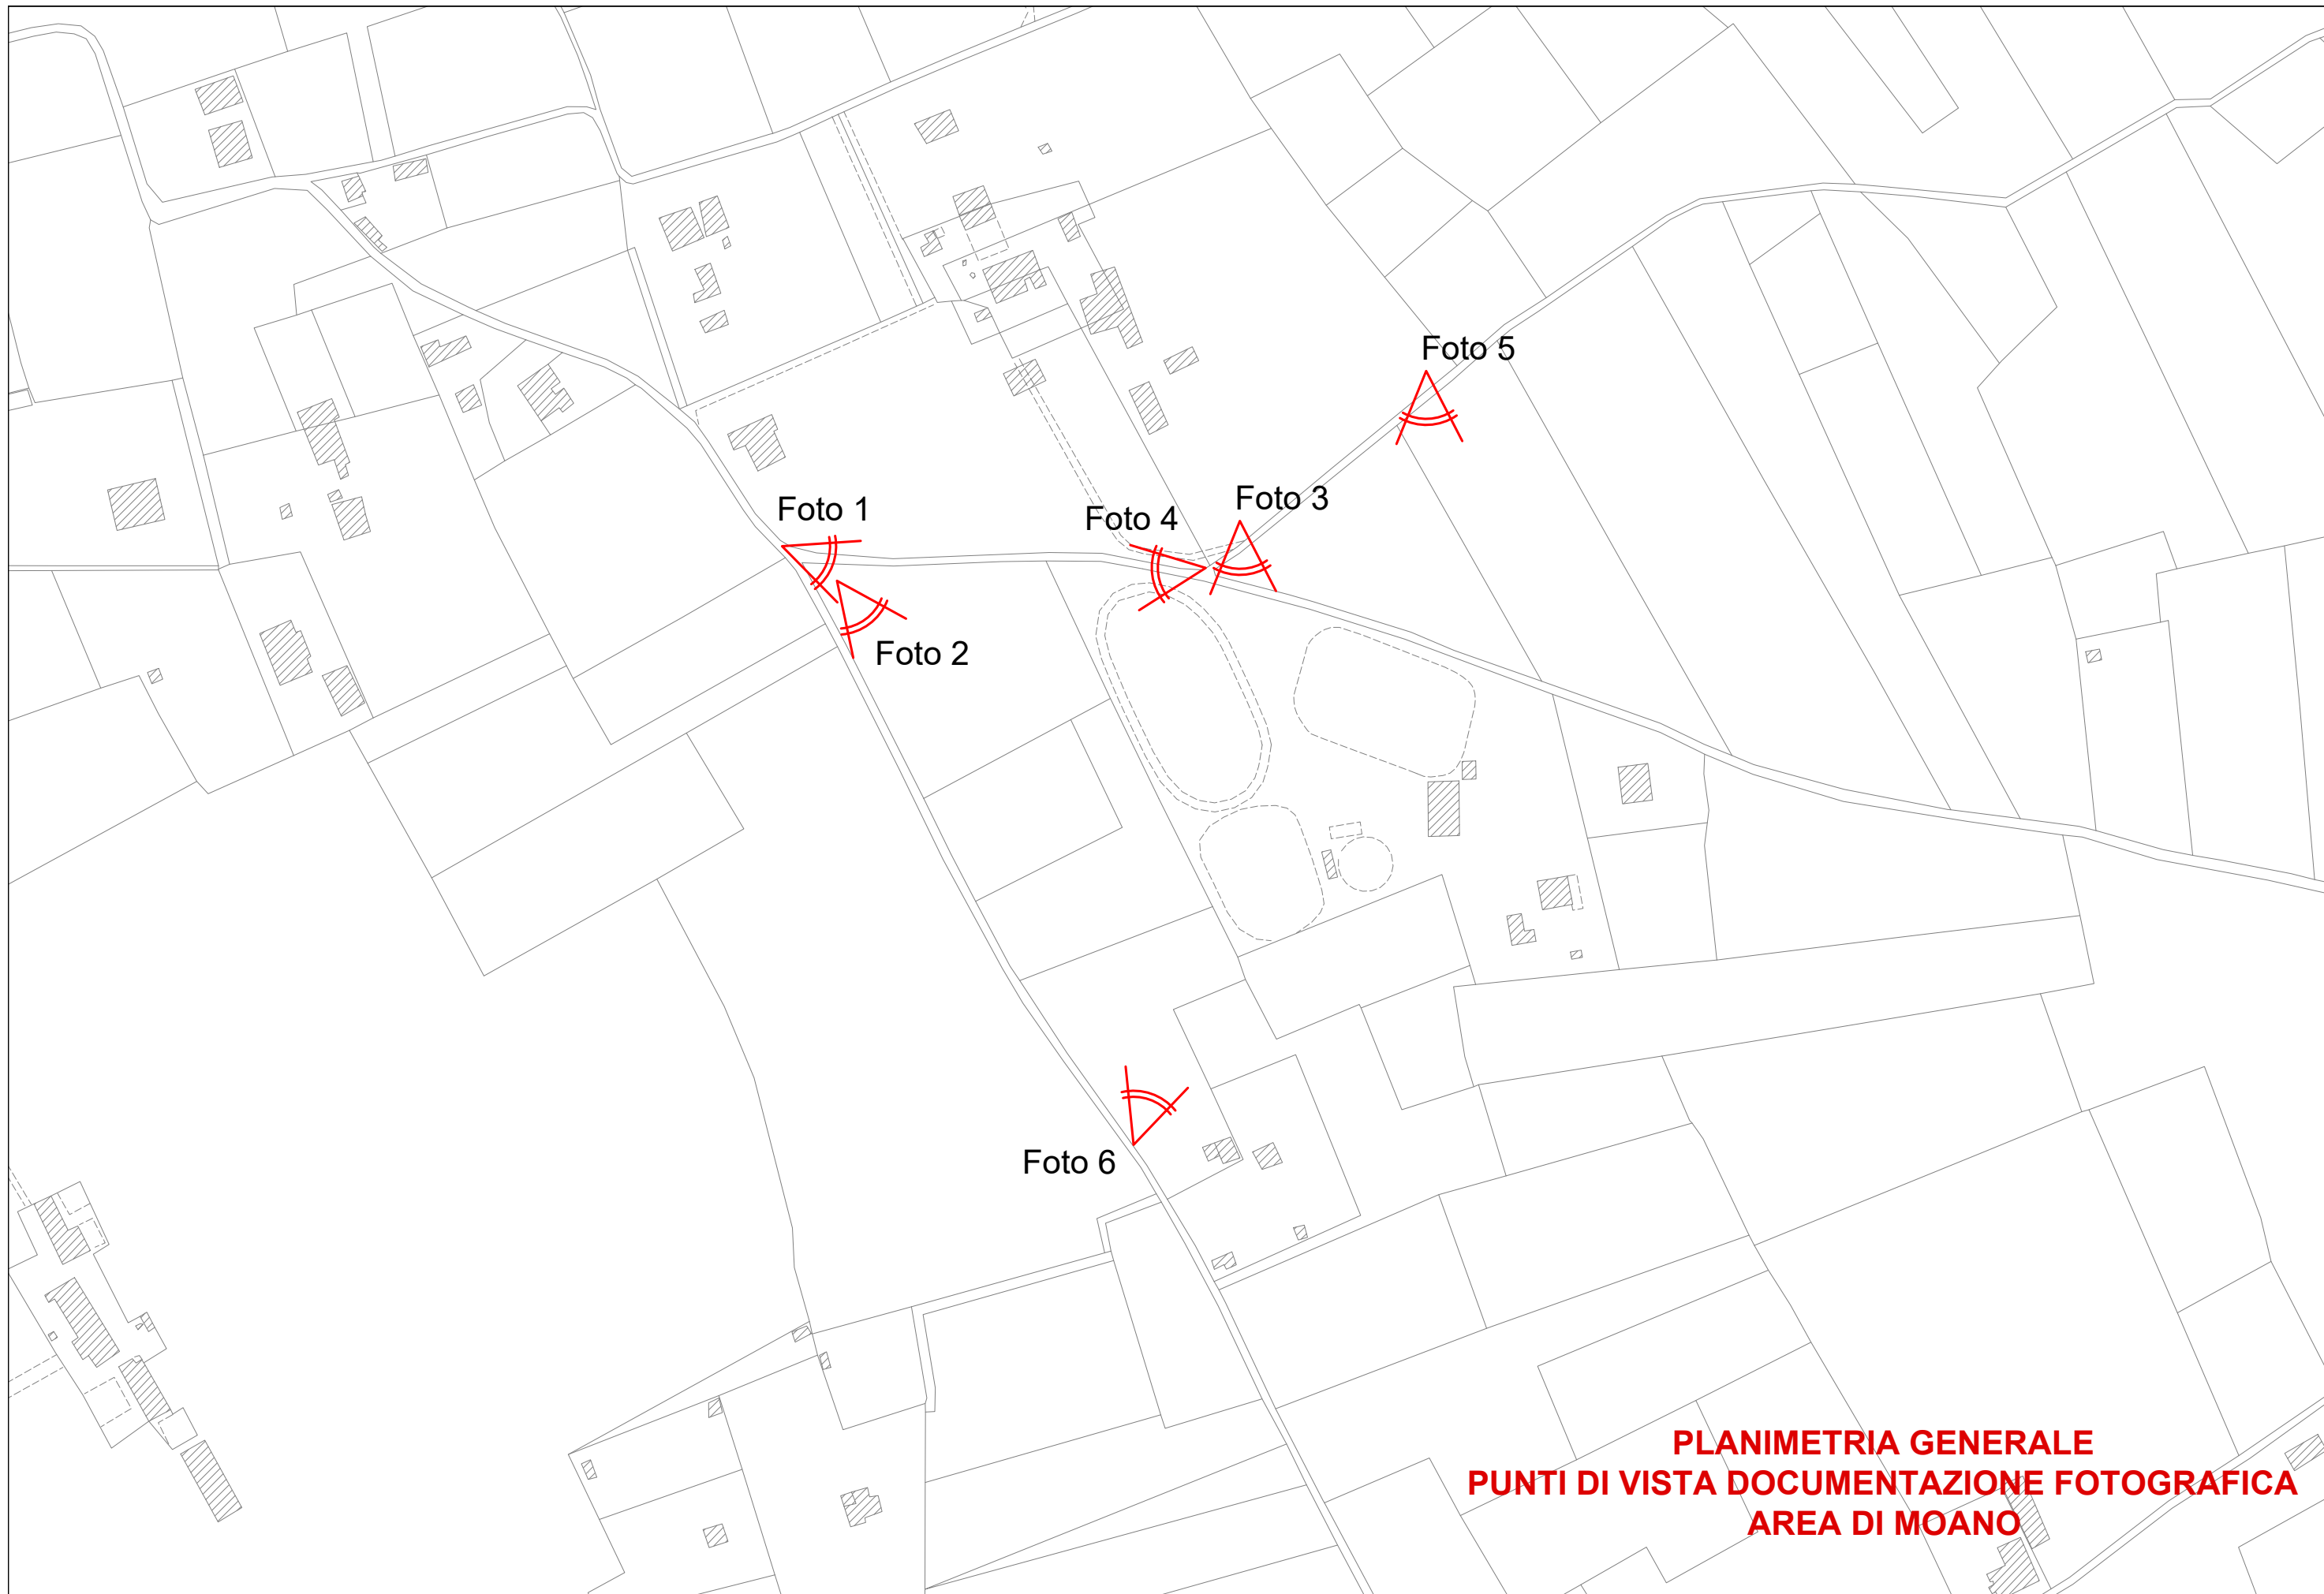 Foto 5
Foto 3
Foto 1
Foto 4
Foto 2
Foto 6
PLANIMETRIA GENERALE
PUNTI DI VISTA DOCUMENTAZIONE FOTOGRAFICA
AREA DI MOANO